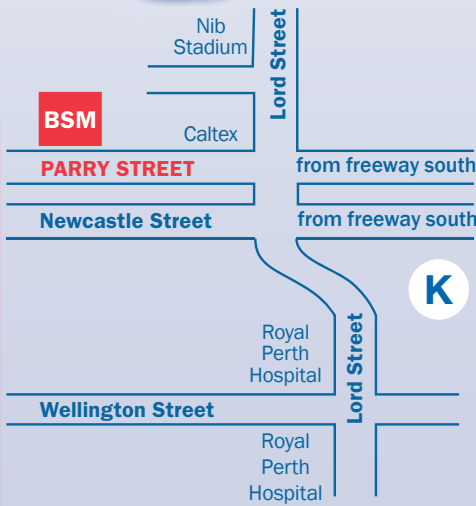 Nib
Stadium
Lord Street
BSM
Caltex
PARRY STREET
from freeway south
Newcastle Street
from freeway south
K
Royal
Perth
Hospital
Lord Street
Wellington Street
Royal
Perth
Hospital